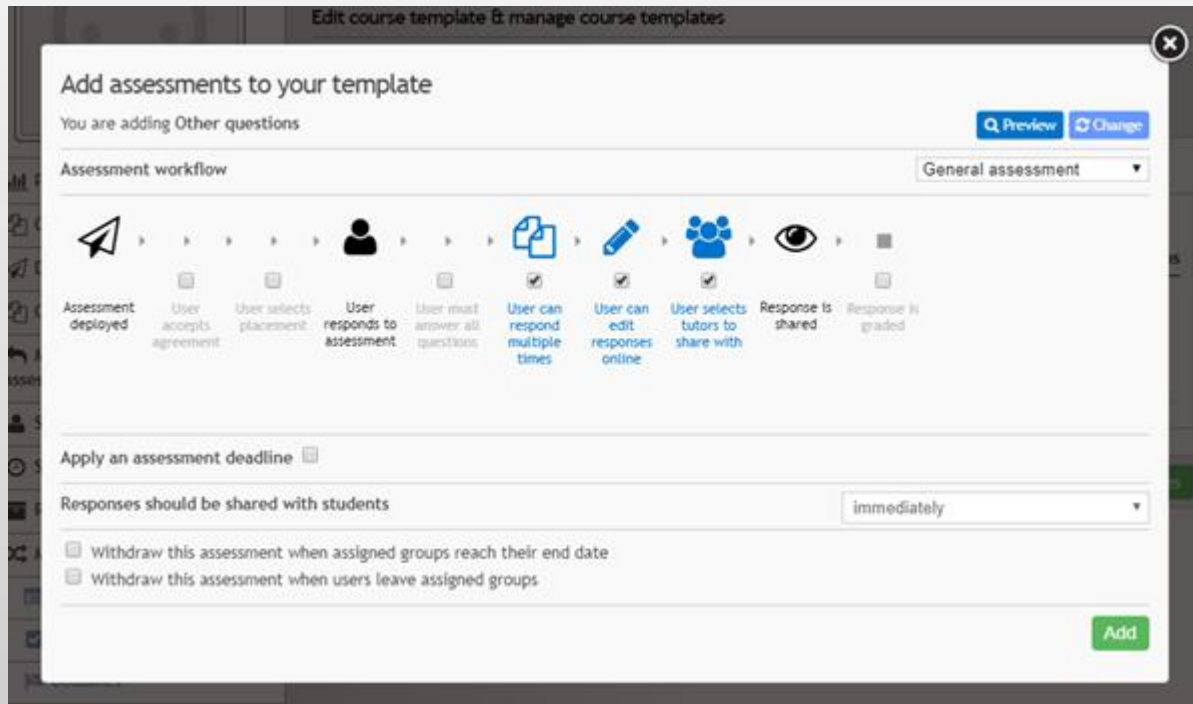 Edit course template & manage course templates
Add assessments to your template
You are adding Other questions
Preview
Change
Assessment workflow
General assessment
Assessment
deployed
User
accepts
agreement
User selects
placement
User
responds to
assessment
User must
answer all
questions
User can
respond
multiple
times
User can
edit
responses
online
User selects
tutors to
share with
Response is
shared
Response is
graded
Apply an assessment deadline
Responses should be shared with students
immediately
Withdraw this assessment when assigned groups reach their end date
Withdraw this assessment when users leave assigned groups
Add